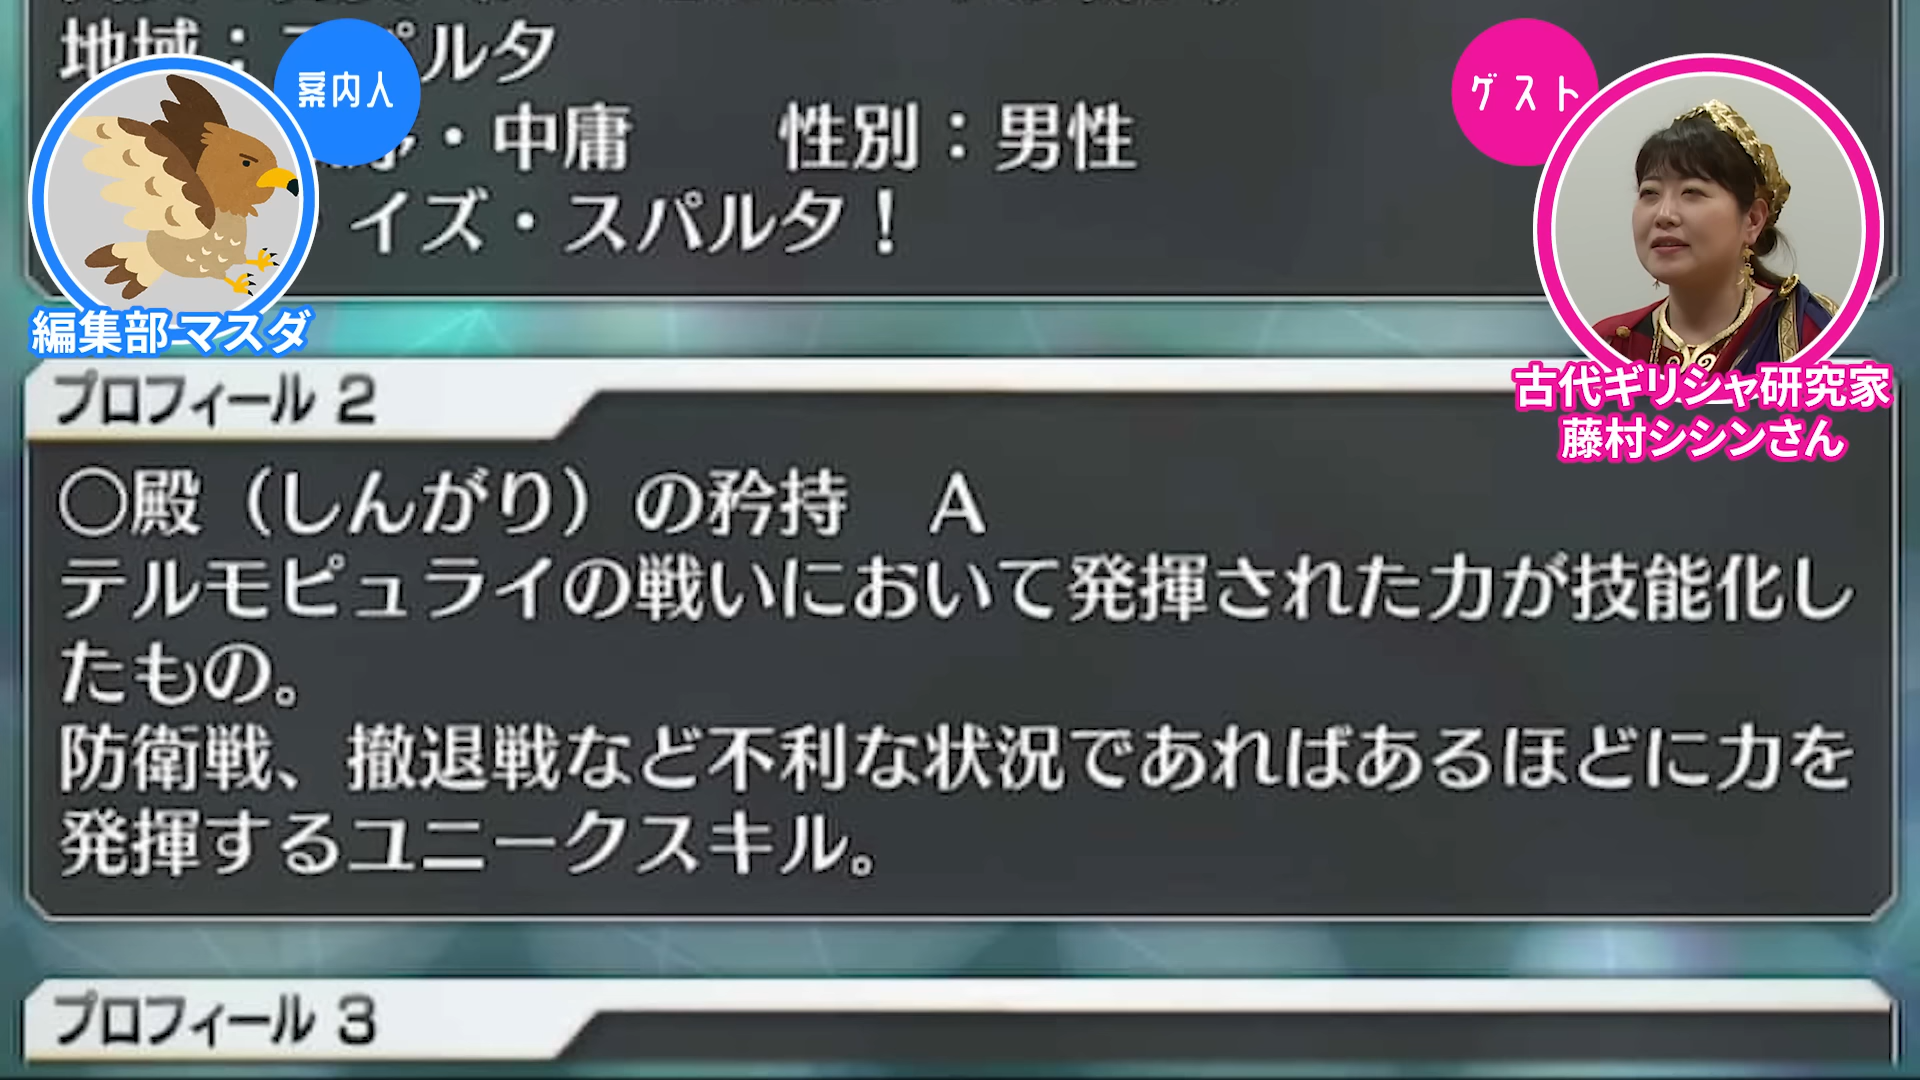 地域：スパルタ
・中庸　　性別：男性
イズ・スパルタ！
案内人
編集部 マスダ
ゲスト
古代ギリシャ研究家
藤村シシンさん
プロフィール 2
〇殿（しんがり）の矜持　A
テルモピュライの戦いにおいて発揮された力が技能化し
たもの。
防衛戦、撤退戦など不利な状況であればあるほどに力を
発揮するユニークスキル。
プロフィール 3